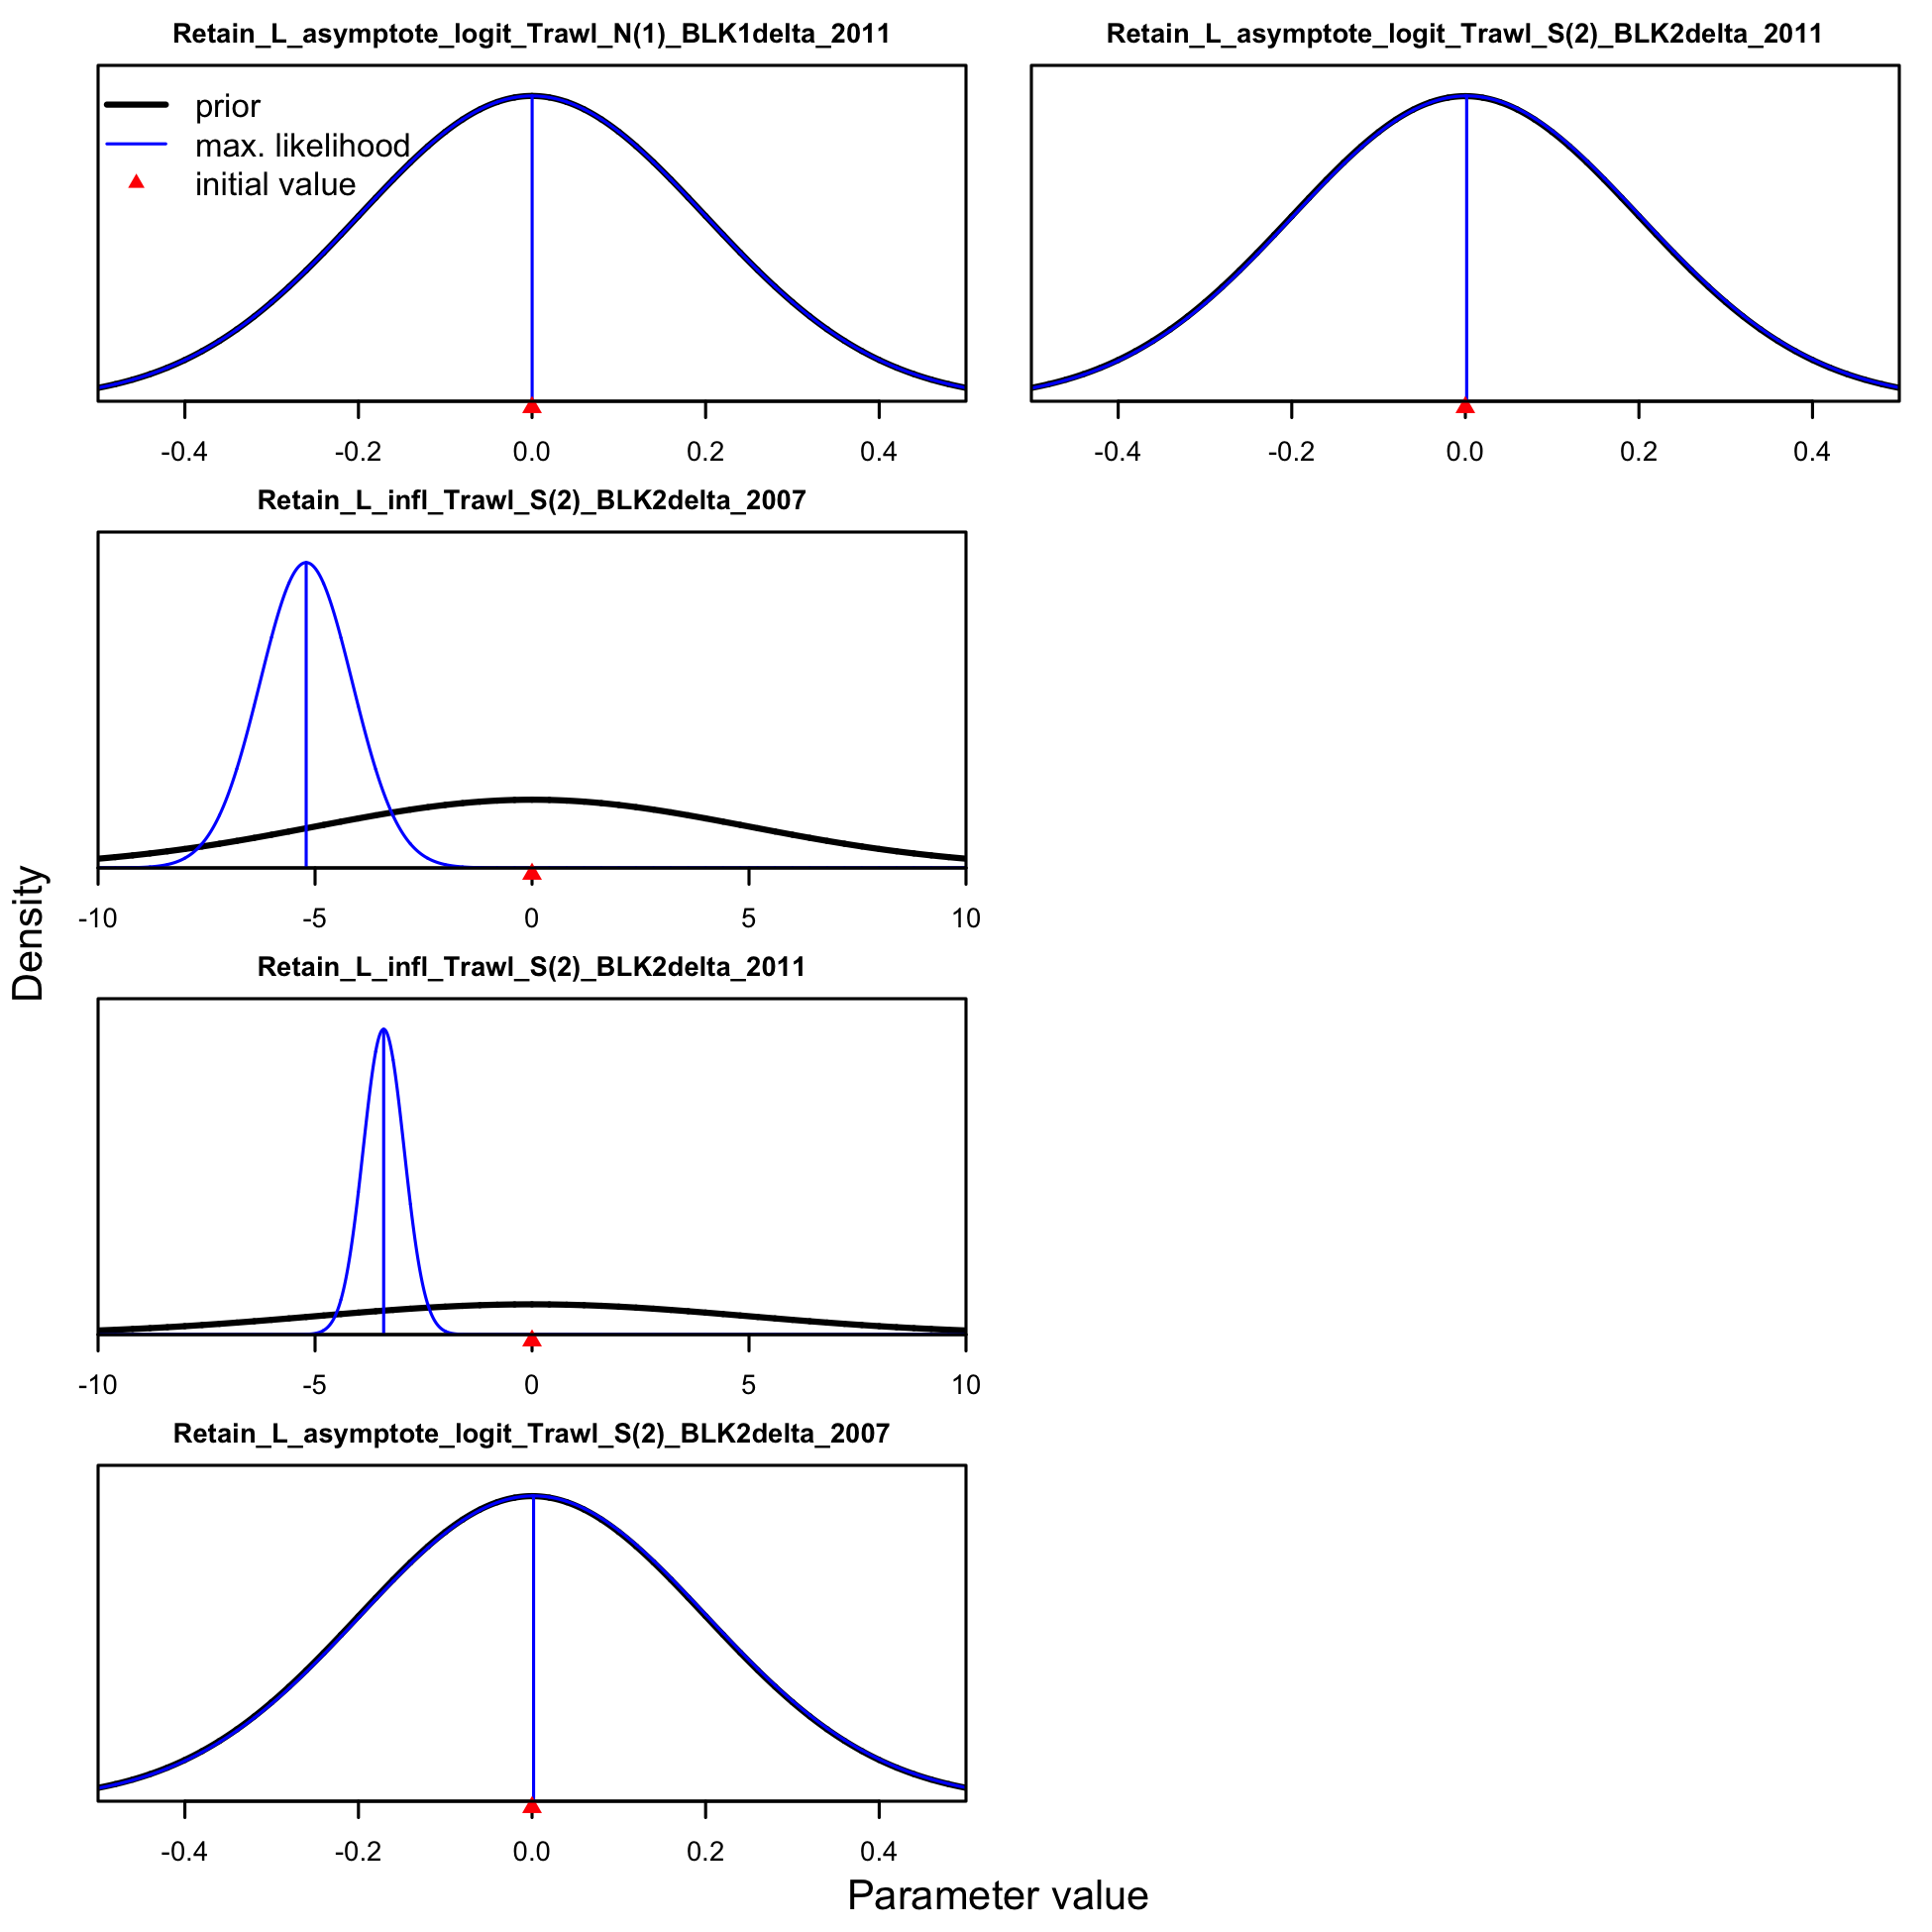 Retain_L_asymptote_logit_Trawl_N(1)_BLK1delta_2011
prior
max. likelihood
initial value
-0.4 -0.2 0.0 0.2 0.4
Retain_L_asymptote_logit_Trawl_S(2)_BLK2delta_2011
-0.4 -0.2 0.0 0.2 0.4
Retain_L_infl_Trawl_S(2)_BLK2delta_2007
-10 -5 0 5 10
Retain_L_infl_Trawl_S(2)_BLK2delta_2011
-10 -5 0 5 10
Retain_L_asymptote_logit_Trawl_S(2)_BLK2delta_2007
-0.4 -0.2 0.0 0.2 0.4
Density
Parameter value